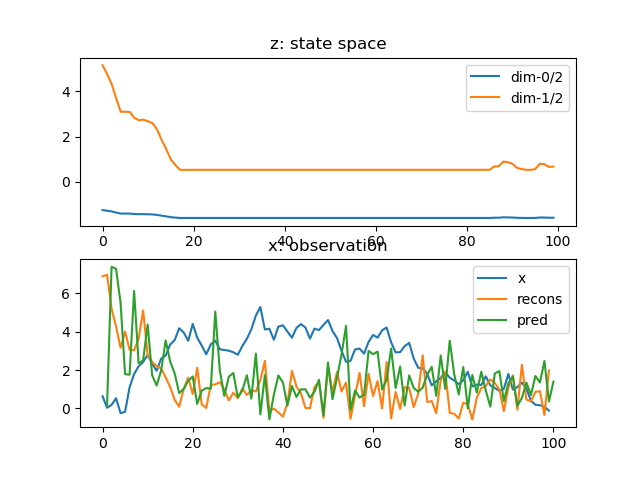 z: state space
dim-0/2
dim-1/2
4
2
0
0 20 40 60 80 100
x: observation
x
recons
pred
6
4
2
0
0 20 40 60 80 100